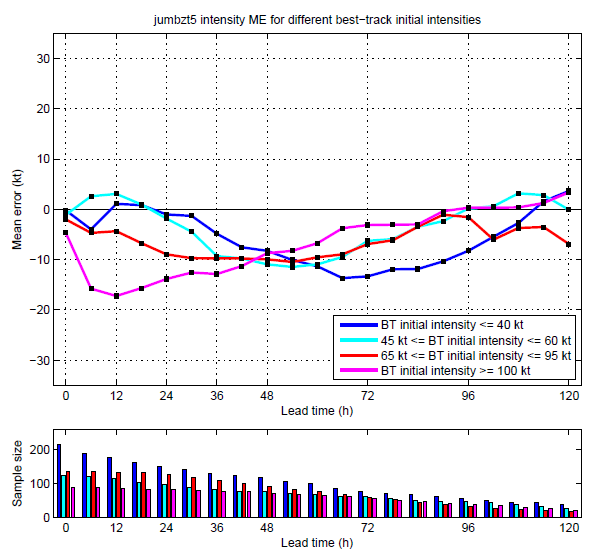 jumbzt5 intensity ME for different best−track initial intensities
Mean error (kt)
30
20
10
0
−10
−20
−30
BT initial intensity <= 40 kt
45 kt <= BT initial intensity <= 60 kt
65 kt <= BT initial intensity <= 95 kt
BT initial intensity >= 100 kt
0 12 24 36 48 72 96 120
Lead time (h)
Sample size
200
100
0
0 12 24 36 48 72 96 120
Lead time (h)